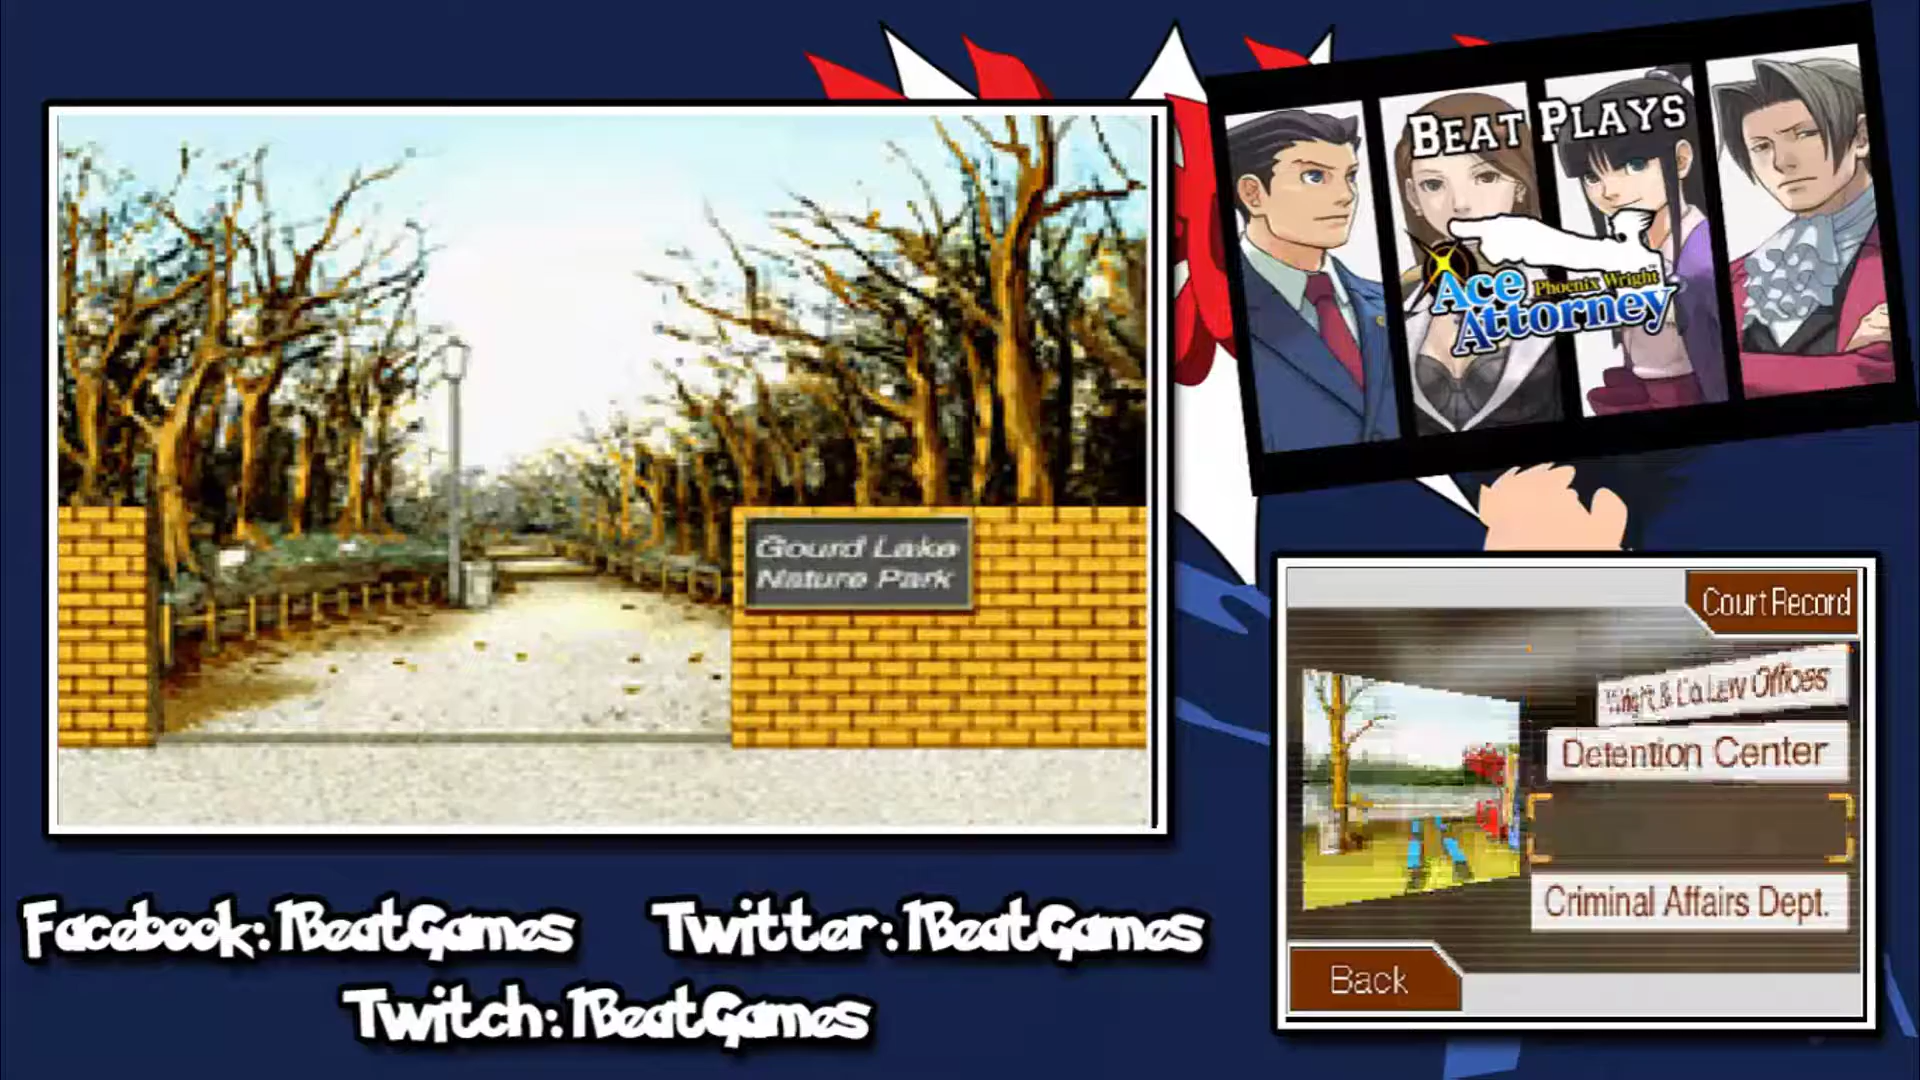 BEAT PLAYS
Phoenix Wright
Ace
Attorney
Gourd Lake
Nature Park
Court Record
Wright & Co. Law Offices
Detention Center
Criminal Affairs Dept.
Back
Facebook: 1BeatGames
Twitter: 1BeatGames
Twitch: 1BeatGames